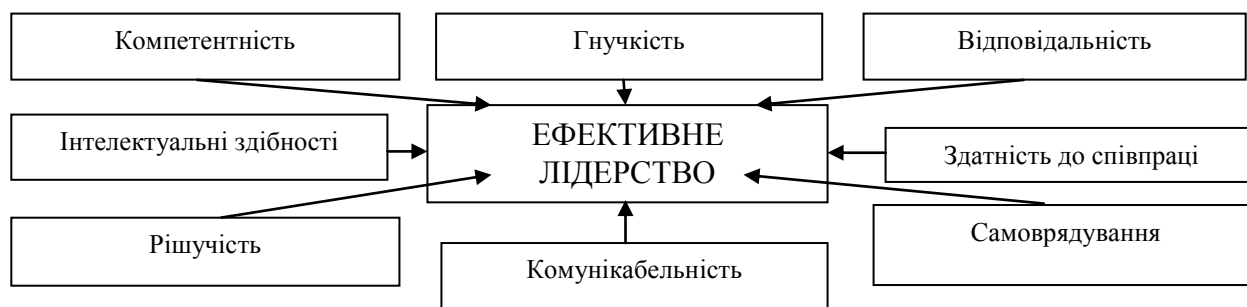 Компетентність
Гнучкість
Відповідальність
Інтелектуальні здібності
ЕФЕКТИВНЕ
ЛІДЕРСТВО
Здатність до співпраці
Рішучість
Комунікабельність
Самоврядування